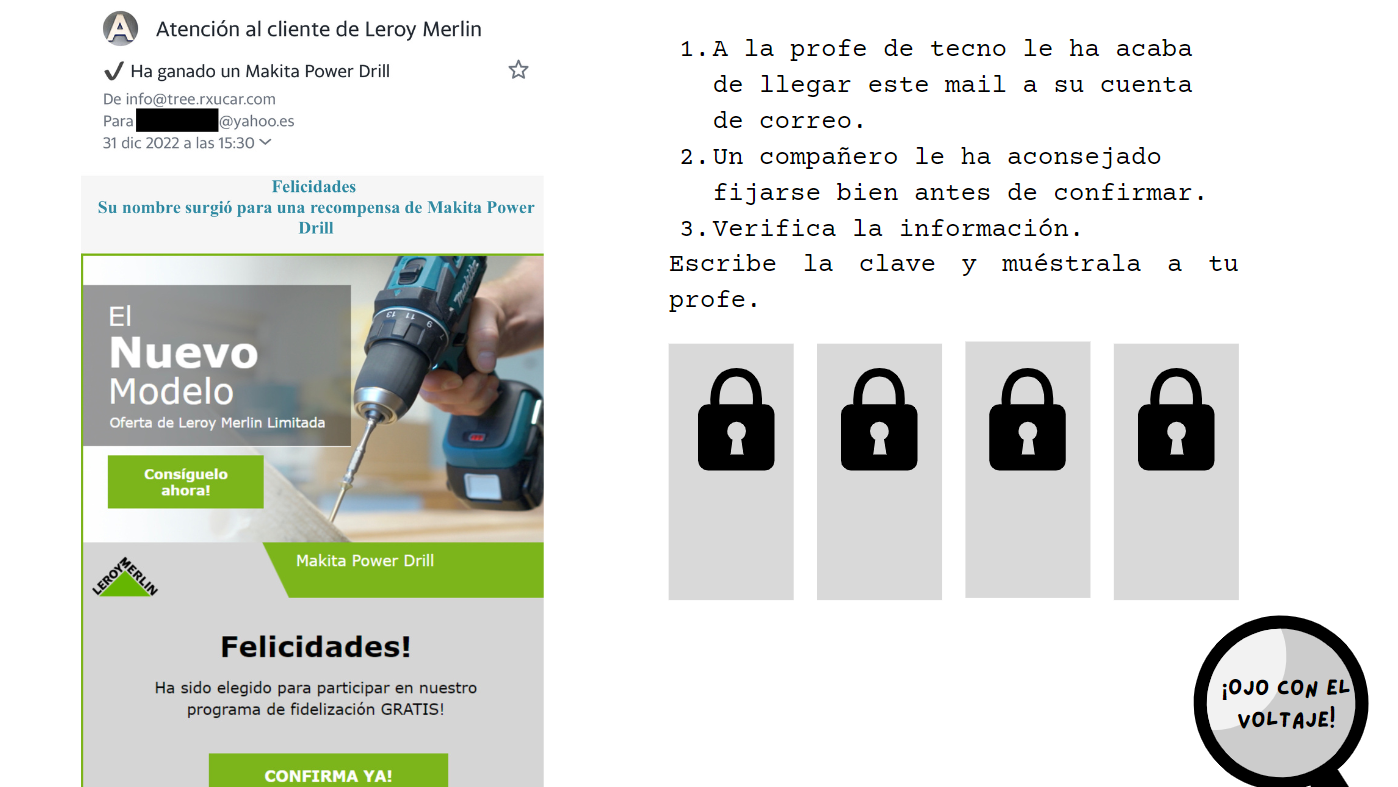 Atención al cliente de Leroy Merlin
Ha ganado un Makita Power Drill
De info@tree.rxucar.com
Para @yahoo.es
31 dic 2022 a las 15:30
Felicidades
Su nombre surgió para una recompensa de Makita Power
Drill
El
Nuevo
Modelo
Oferta de Leroy Merlin Limitada
Consíguelo
ahora!
Makita Power Drill
LEROY MERLIN
Felicidades!
Ha sido elegido para participar en nuestro
programa de fidelización GRATIS!
CONFIRMA YA!
1. A la profe de tecno le ha acaba
de llegar este mail a su cuenta
de correo.
2. Un compañero le ha aconsejado
fijarse bien antes de confirmar.
3. Verifica la información.
Escribe la clave y muéstrala a tu
profe.
¡OJO CON EL
VOLTAJE!